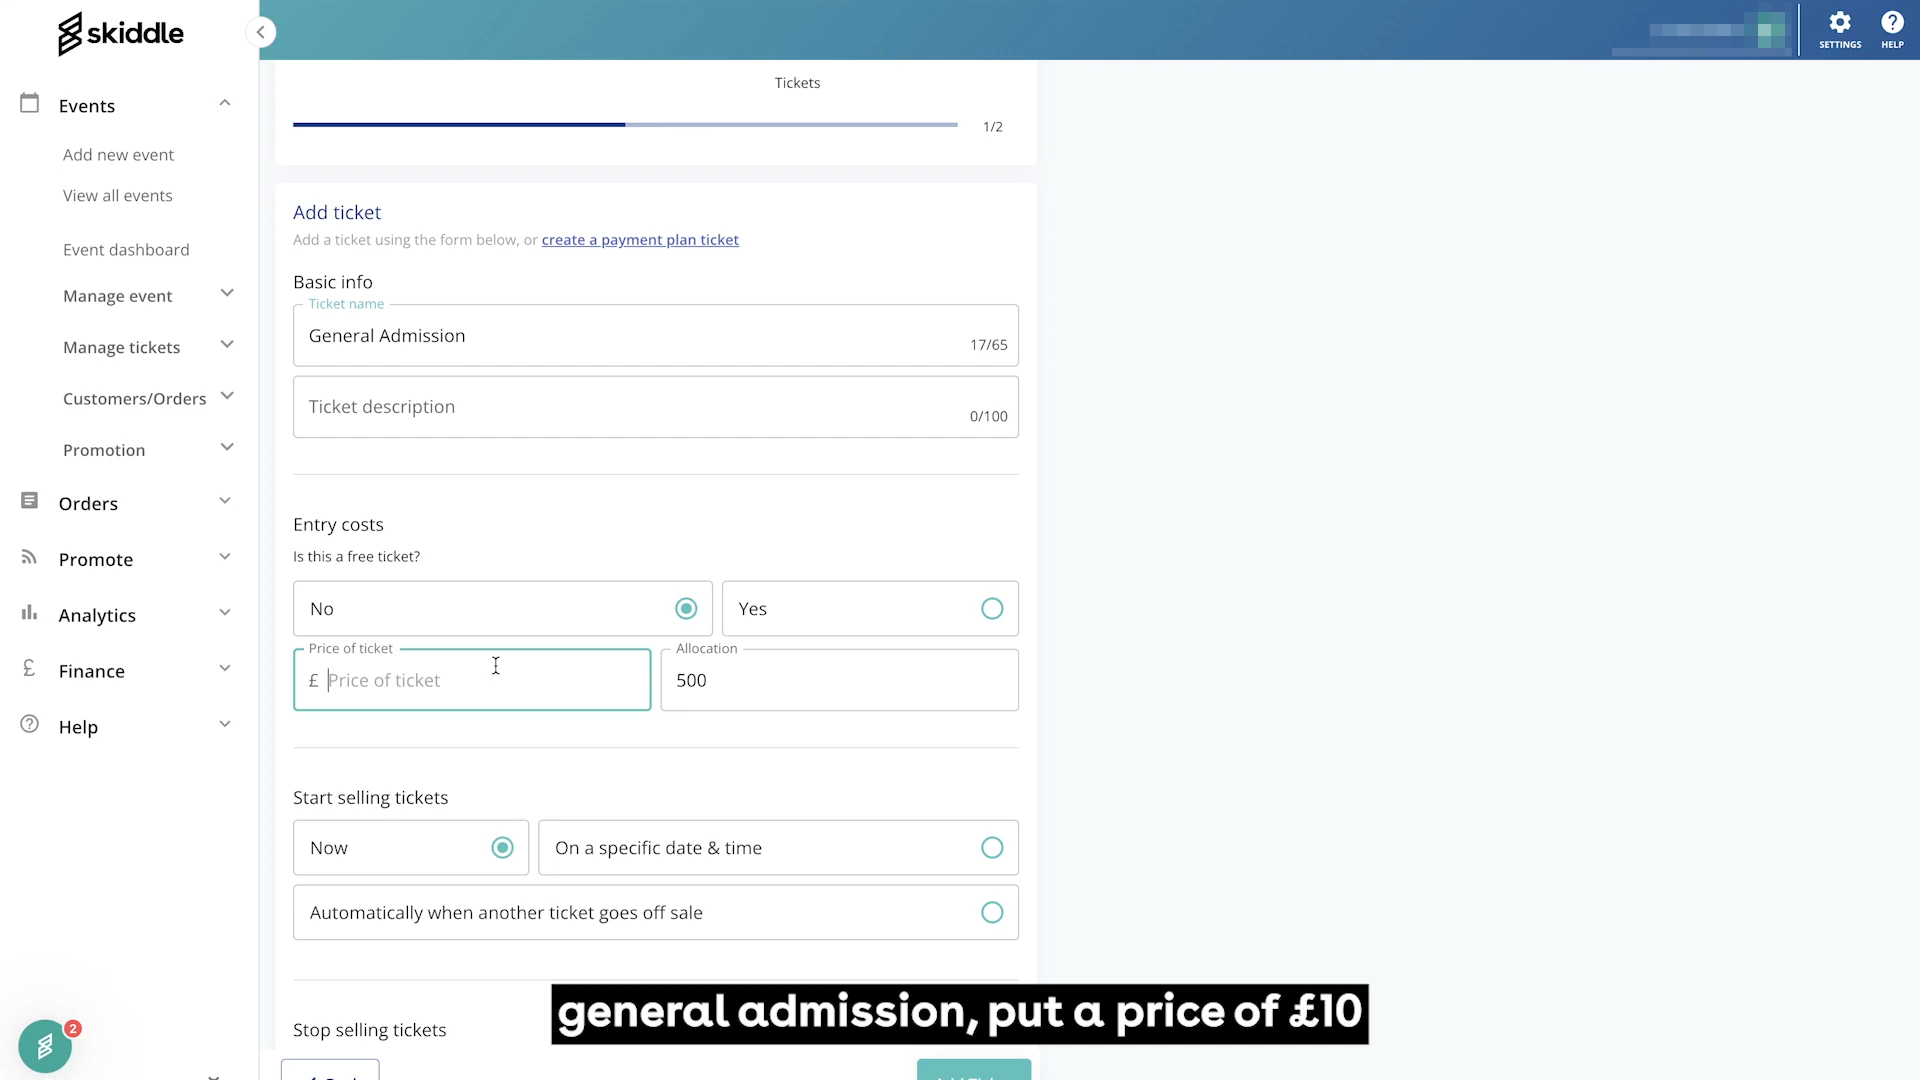 skiddle
SETTINGS
HELP
Events
Add new event
View all events
Event dashboard
Manage event
Manage tickets
Customers/Orders
Promotion
Orders
Promote
Analytics
Finance
Help
2
Tickets
1/2
Add ticket
Add a ticket using the form below, or create a payment plan ticket
Basic info
Ticket name
General Admission
17/65
Ticket description
0/100
Entry costs
Is this a free ticket?
No
Yes
Price of ticket
Allocation
£ Price of ticket
500
Start selling tickets
Now
On a specific date & time
Automatically when another ticket goes off sale
Stop selling tickets
general admission, put a price of £10